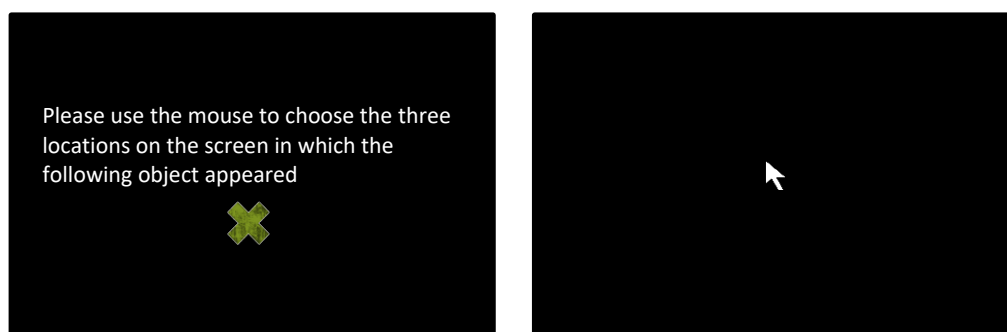 Please use the mouse to choose the three
locations on the screen in which the
following object appeared